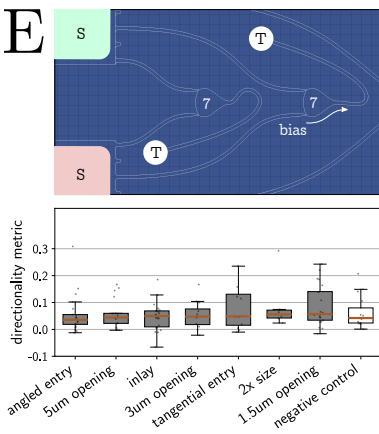 E
S
T
7
7
bias
T
S
directionality metric
0.3
0.2
0.1
0.0
-0.1
angled entry
5um opening
inlay
3um opening
tangential entry
2x size
1.5um opening
negative control